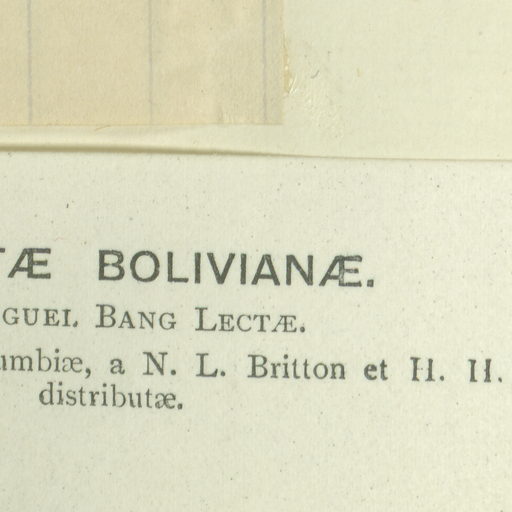 TÆ BOLIVIANÆ.
GUEL BANG LECTÆ.
umbiæ, a N. L. Britton et H. H.
distributæ.